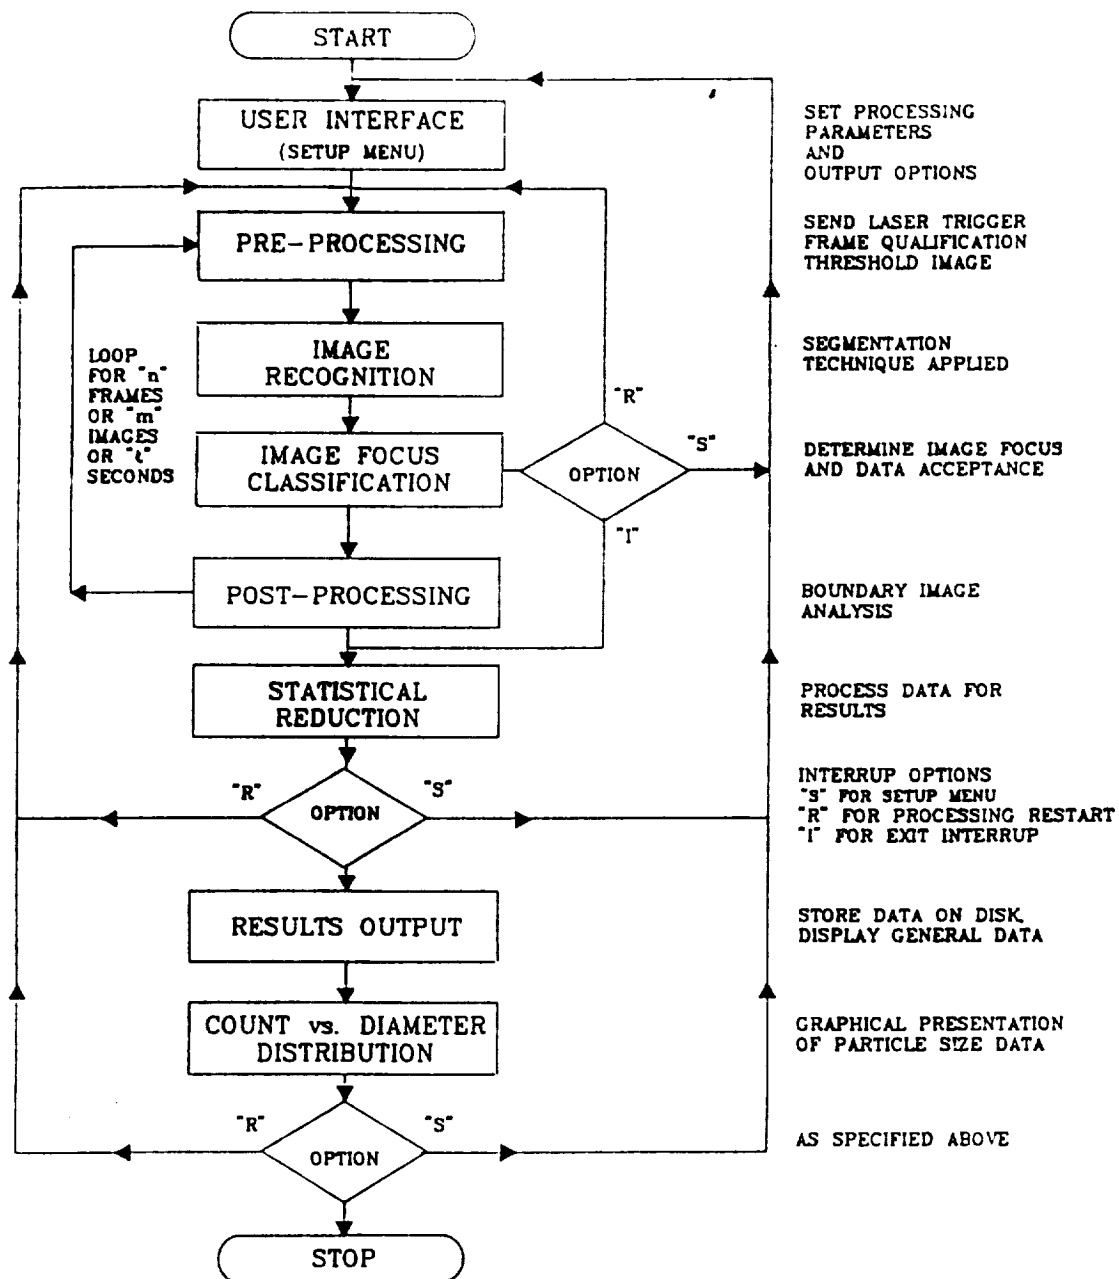 START
USER INTERFACE
(SETUP MENU)
SET PROCESSING
PARAMETERS
AND
OUTPUT OPTIONS
PRE-PROCESSING
SEND LASER TRIGGER
FRAME QUALIFICATION
THRESHOLD IMAGE
LOOP
FOR "n"
FRAMES
OR "m"
IMAGES
OR "t"
SECONDS
IMAGE
RECOGNITION
SEGMENTATION
TECHNIQUE APPLIED
"R"
IMAGE FOCUS
CLASSIFICATION
OPTION
"S"
"I"
DETERMINE IMAGE FOCUS
AND DATA ACCEPTANCE
POST-PROCESSING
BOUNDARY IMAGE
ANALYSIS
STATISTICAL
REDUCTION
PROCESS DATA FOR
RESULTS
"R"
OPTION
"S"
INTERRUP OPTIONS
"S" FOR SETUP MENU
"R" FOR PROCESSING RESTART
"I" FOR EXIT INTERRUP
RESULTS OUTPUT
STORE DATA ON DISK
DISPLAY GENERAL DATA
COUNT vs. DIAMETER
DISTRIBUTION
GRAPHICAL PRESENTATION
OF PARTICLE SIZE DATA
"R"
OPTION
"S"
AS SPECIFIED ABOVE
STOP